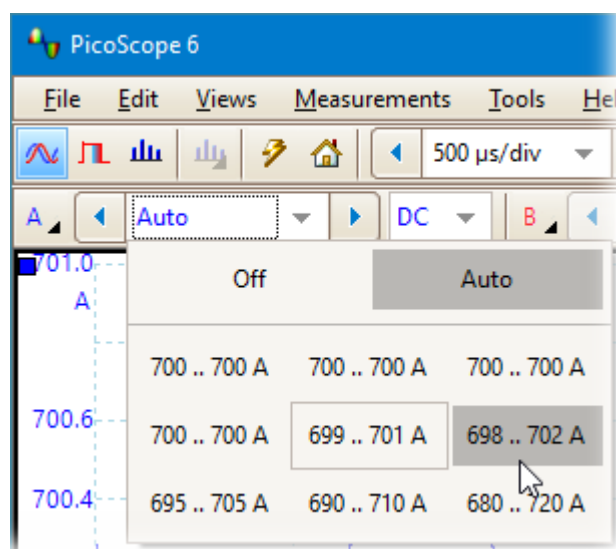 PicoScope 6
File Edit Views Measurements Tools
500 µs/div
A Auto DC B
701.0
A
Off Auto
700 .. 700 A 700 .. 700 A 700 .. 700 A
700.6
700 .. 700 A 699 .. 701 A 698 .. 702 A
700.4
695 .. 705 A 690 .. 710 A 680 .. 720 A